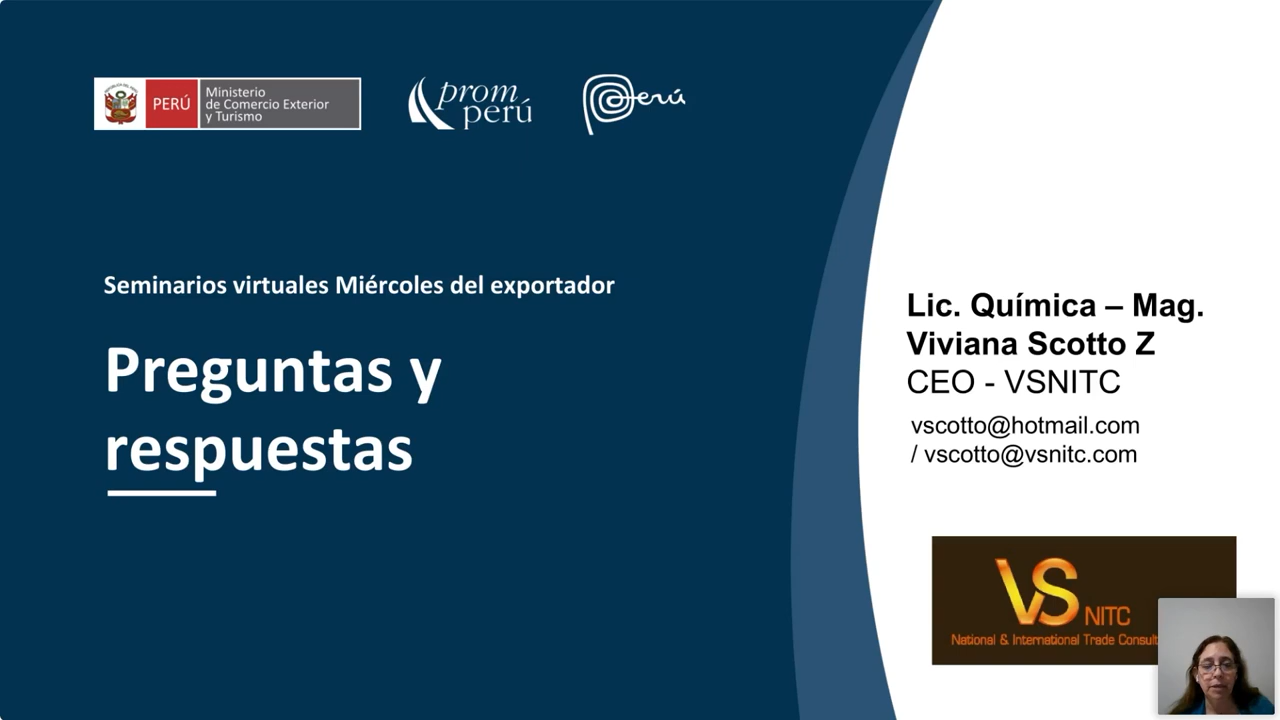 PERÚ
Ministerio
de Comercio Exterior
y Turismo
prom
perú
Perú
Seminarios virtuales Miércoles del exportador
Preguntas y
respuestas
Lic. Química – Mag.
Viviana Scotto Z
CEO - VSNITC
vscotto@hotmail.com
/ vscotto@vsnitc.com
VS NITC
National & International Trade Consult